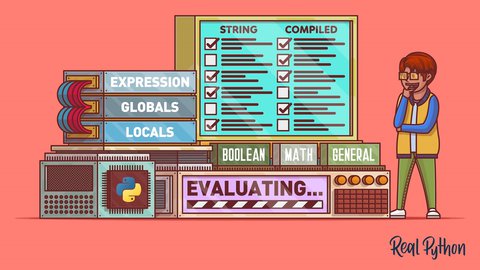 STRING COMPILED
EXPRESSION
GLOBALS
LOCALS
BOOLEAN MATH GENERAL
EVALUATING...
Real Python